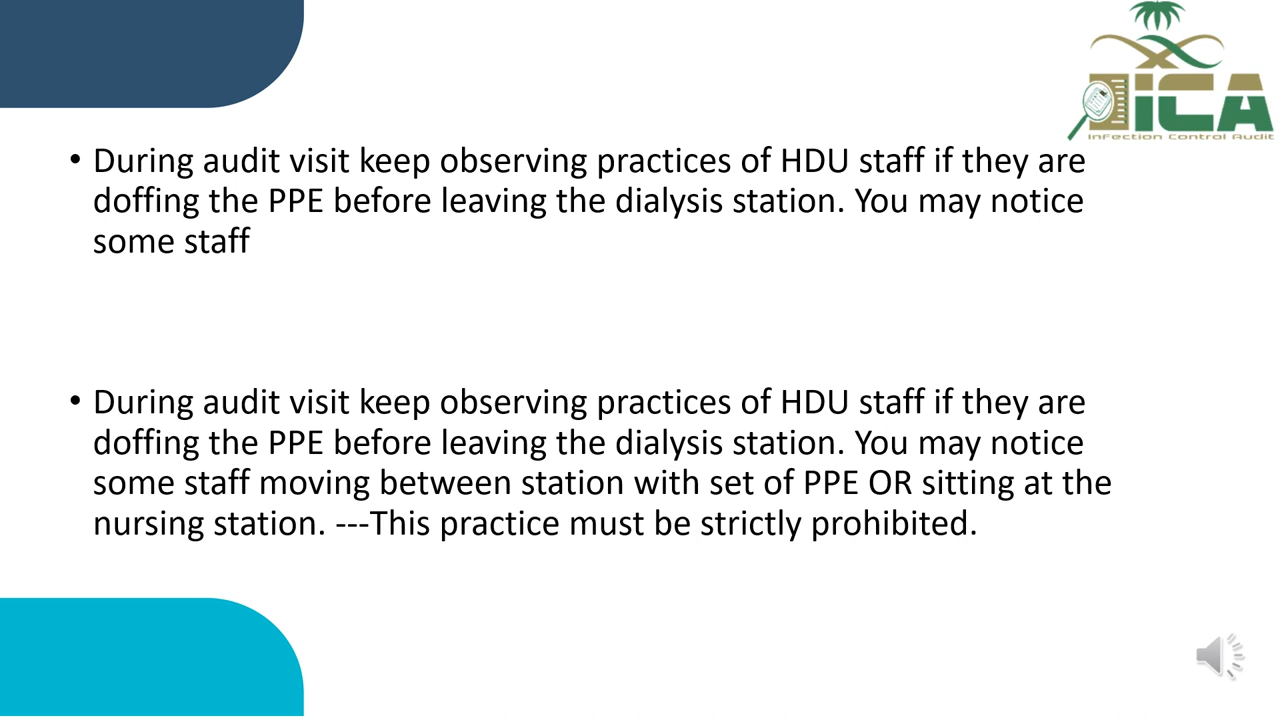 iCA
Infection Control Audit
• During audit visit keep observing practices of HDU staff if they are
doffing the PPE before leaving the dialysis station. You may notice
some staff
• During audit visit keep observing practices of HDU staff if they are
doffing the PPE before leaving the dialysis station. You may notice
some staff moving between station with set of PPE OR sitting at the
nursing station. ---This practice must be strictly prohibited.